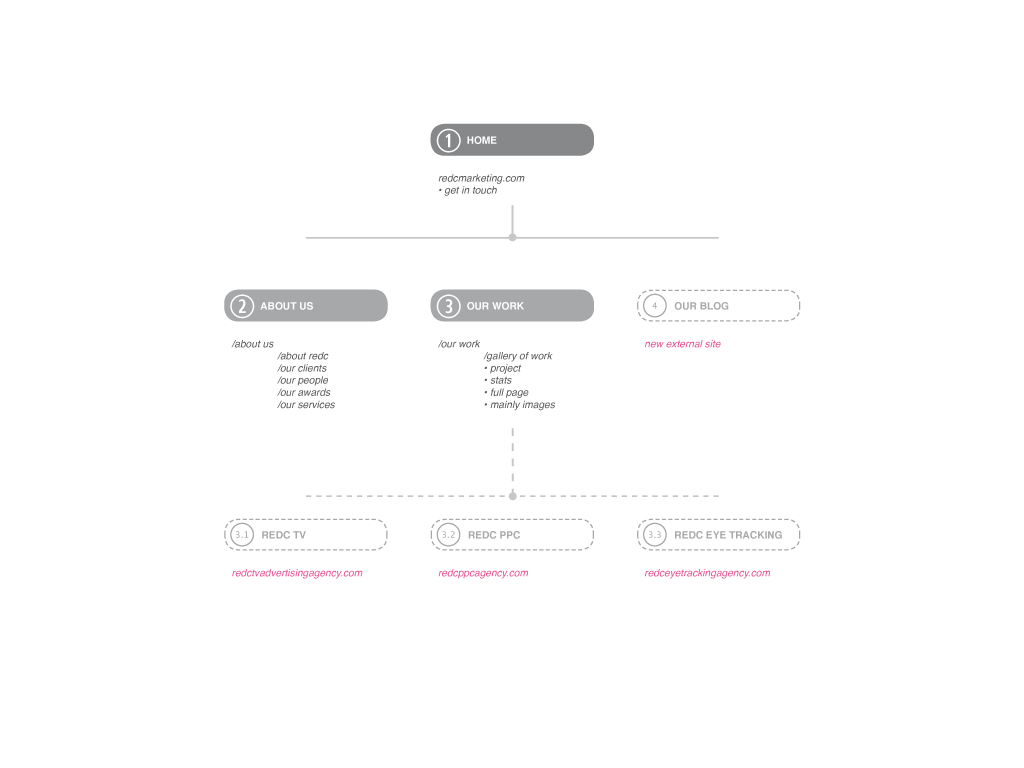 1 HOME
redcmarketing.com
• get in touch
2 ABOUT US
/about us
/about redc
/our clients
/our people
/our awards
/our services
3 OUR WORK
/our work
/gallery of work
• project
• stats
• full page
• mainly images
4 OUR BLOG
new external site
3.1 REDC TV
redctvadvertisingagency.com
3.2 REDC PPC
redcppcagency.com
3.3 REDC EYE TRACKING
redceyetrackingagency.com